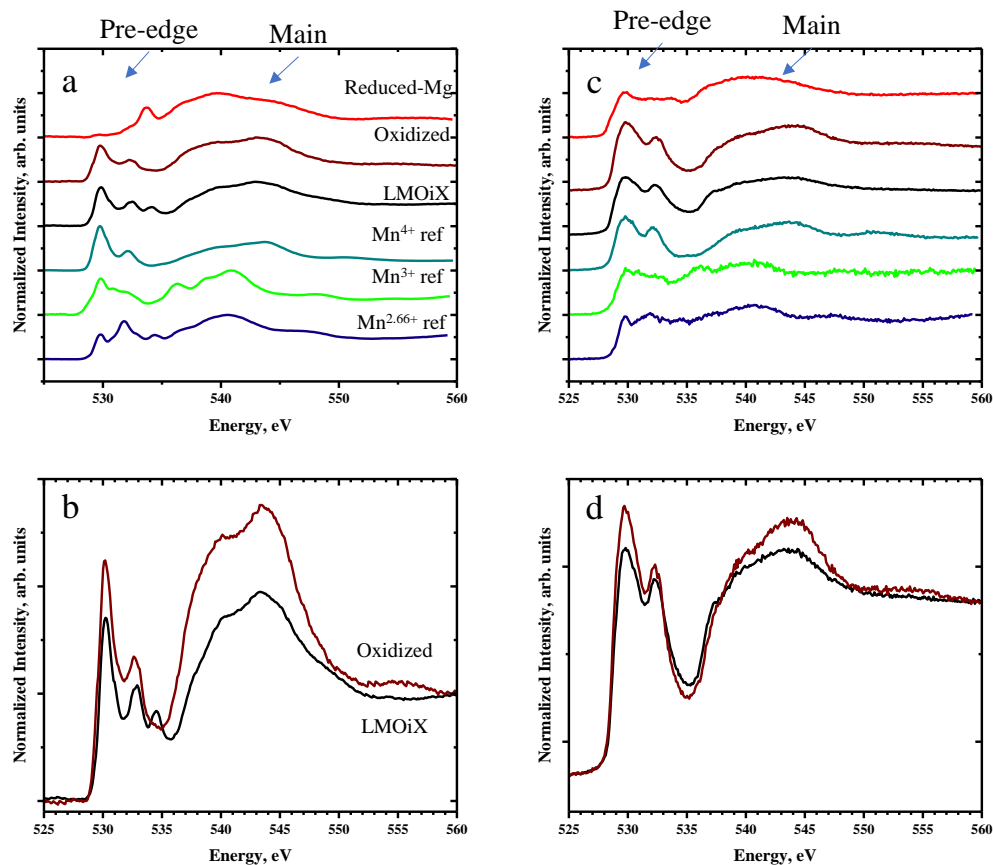 Pre-edge
Main
a
Reduced-Mg
Oxidized
LMOiX
Mn4+ ref
Mn3+ ref
Mn2.66+ ref
Normalized Intensity, arb. units
530 535 540 545 550 555 560
Energy, eV
Pre-edge
Main
c
Normalized Intensity, arb. units
525 530 535 540 545 550 555 560
Energy, eV
b
Oxidized
LMOiX
Normalized Intensity, arb. units
525 530 535 540 545 550 555 560
Energy, eV
d
Normalized Intensity, arb. units
525 530 535 540 545 550 555 560
Energy, eV